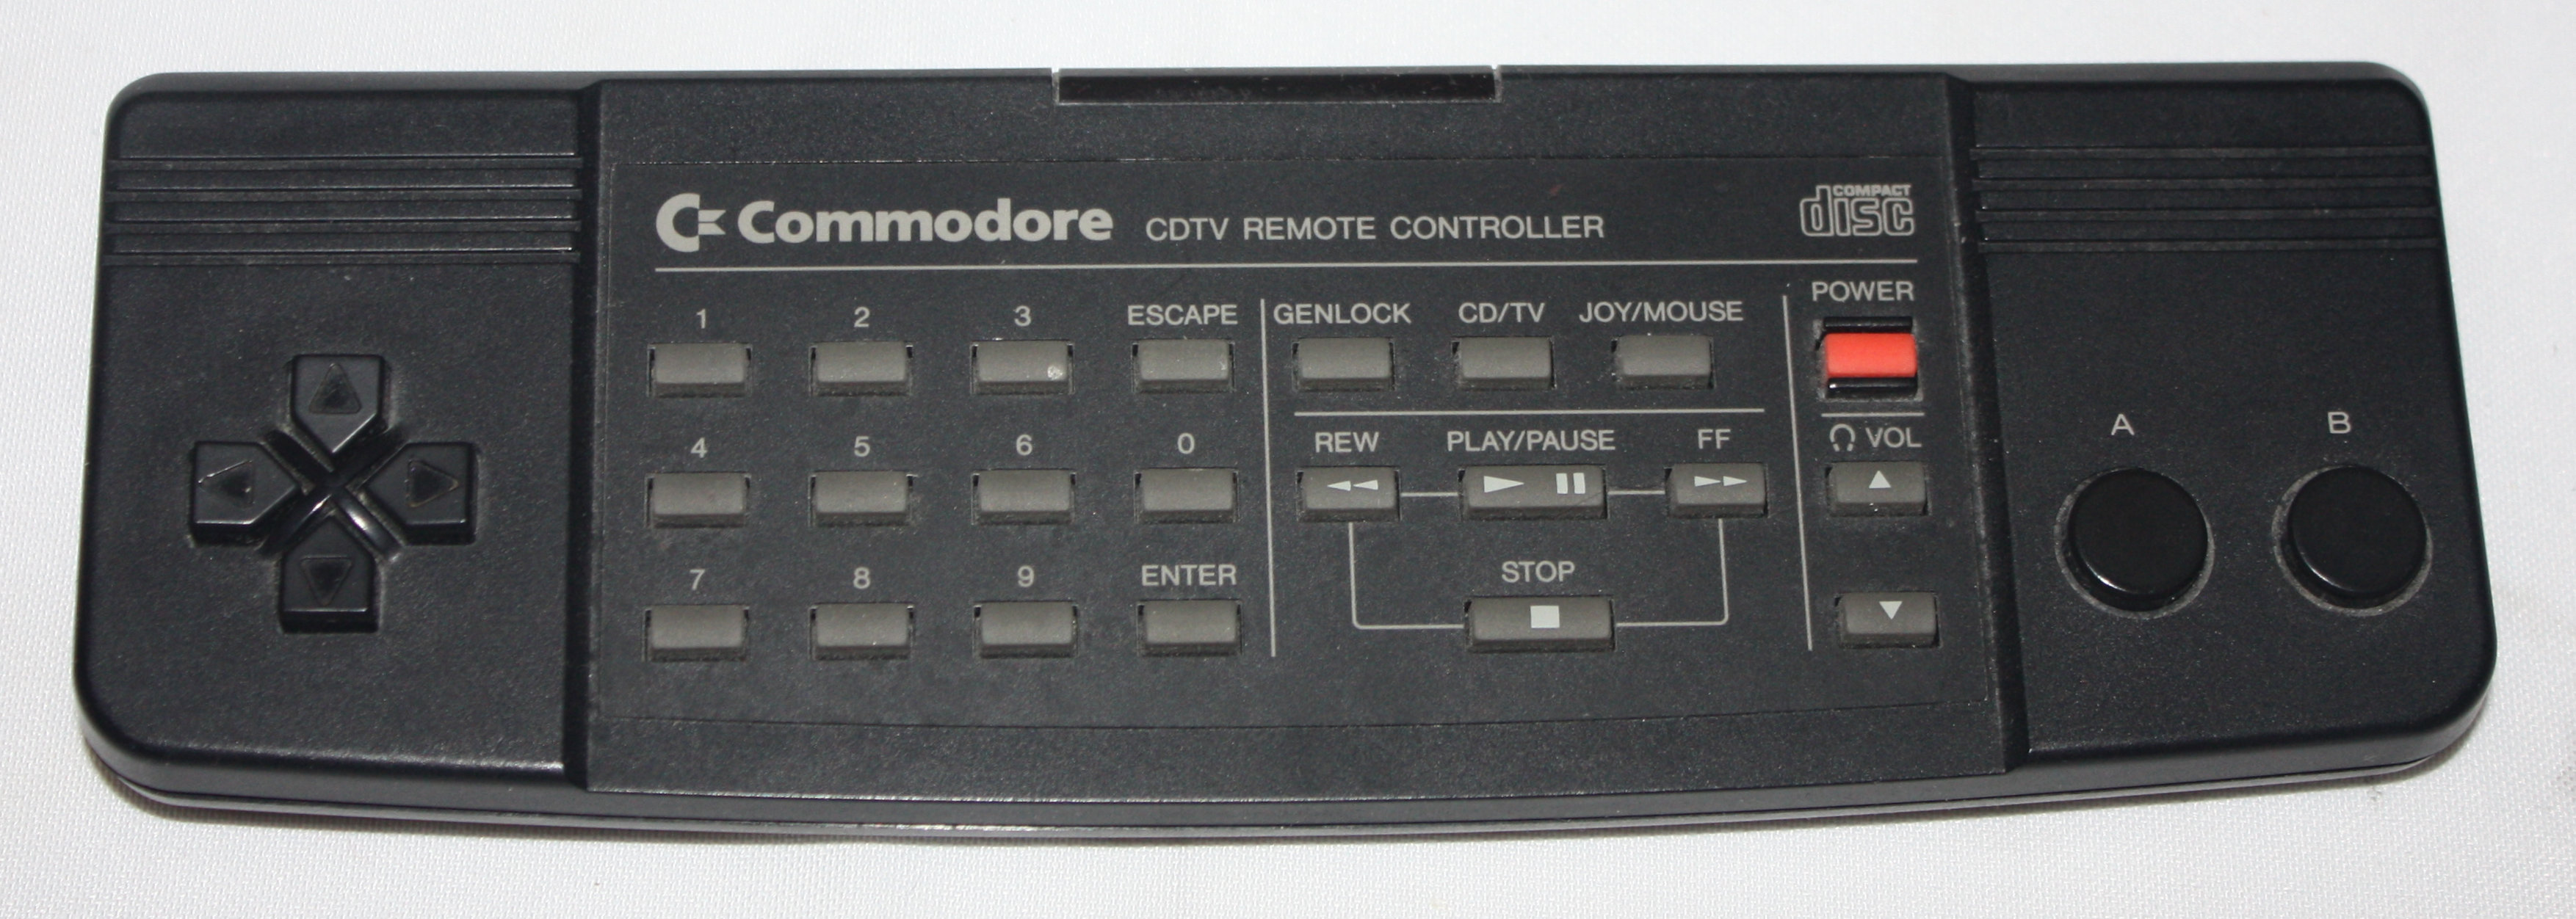 Commodore CDTV REMOTE CONTROLLER COMPACT disc
1 2 3 ESCAPE GENLOCK CD/TV JOY/MOUSE POWER
4 5 6 0 REW PLAY/PAUSE FF VOL
7 8 9 ENTER STOP
A B